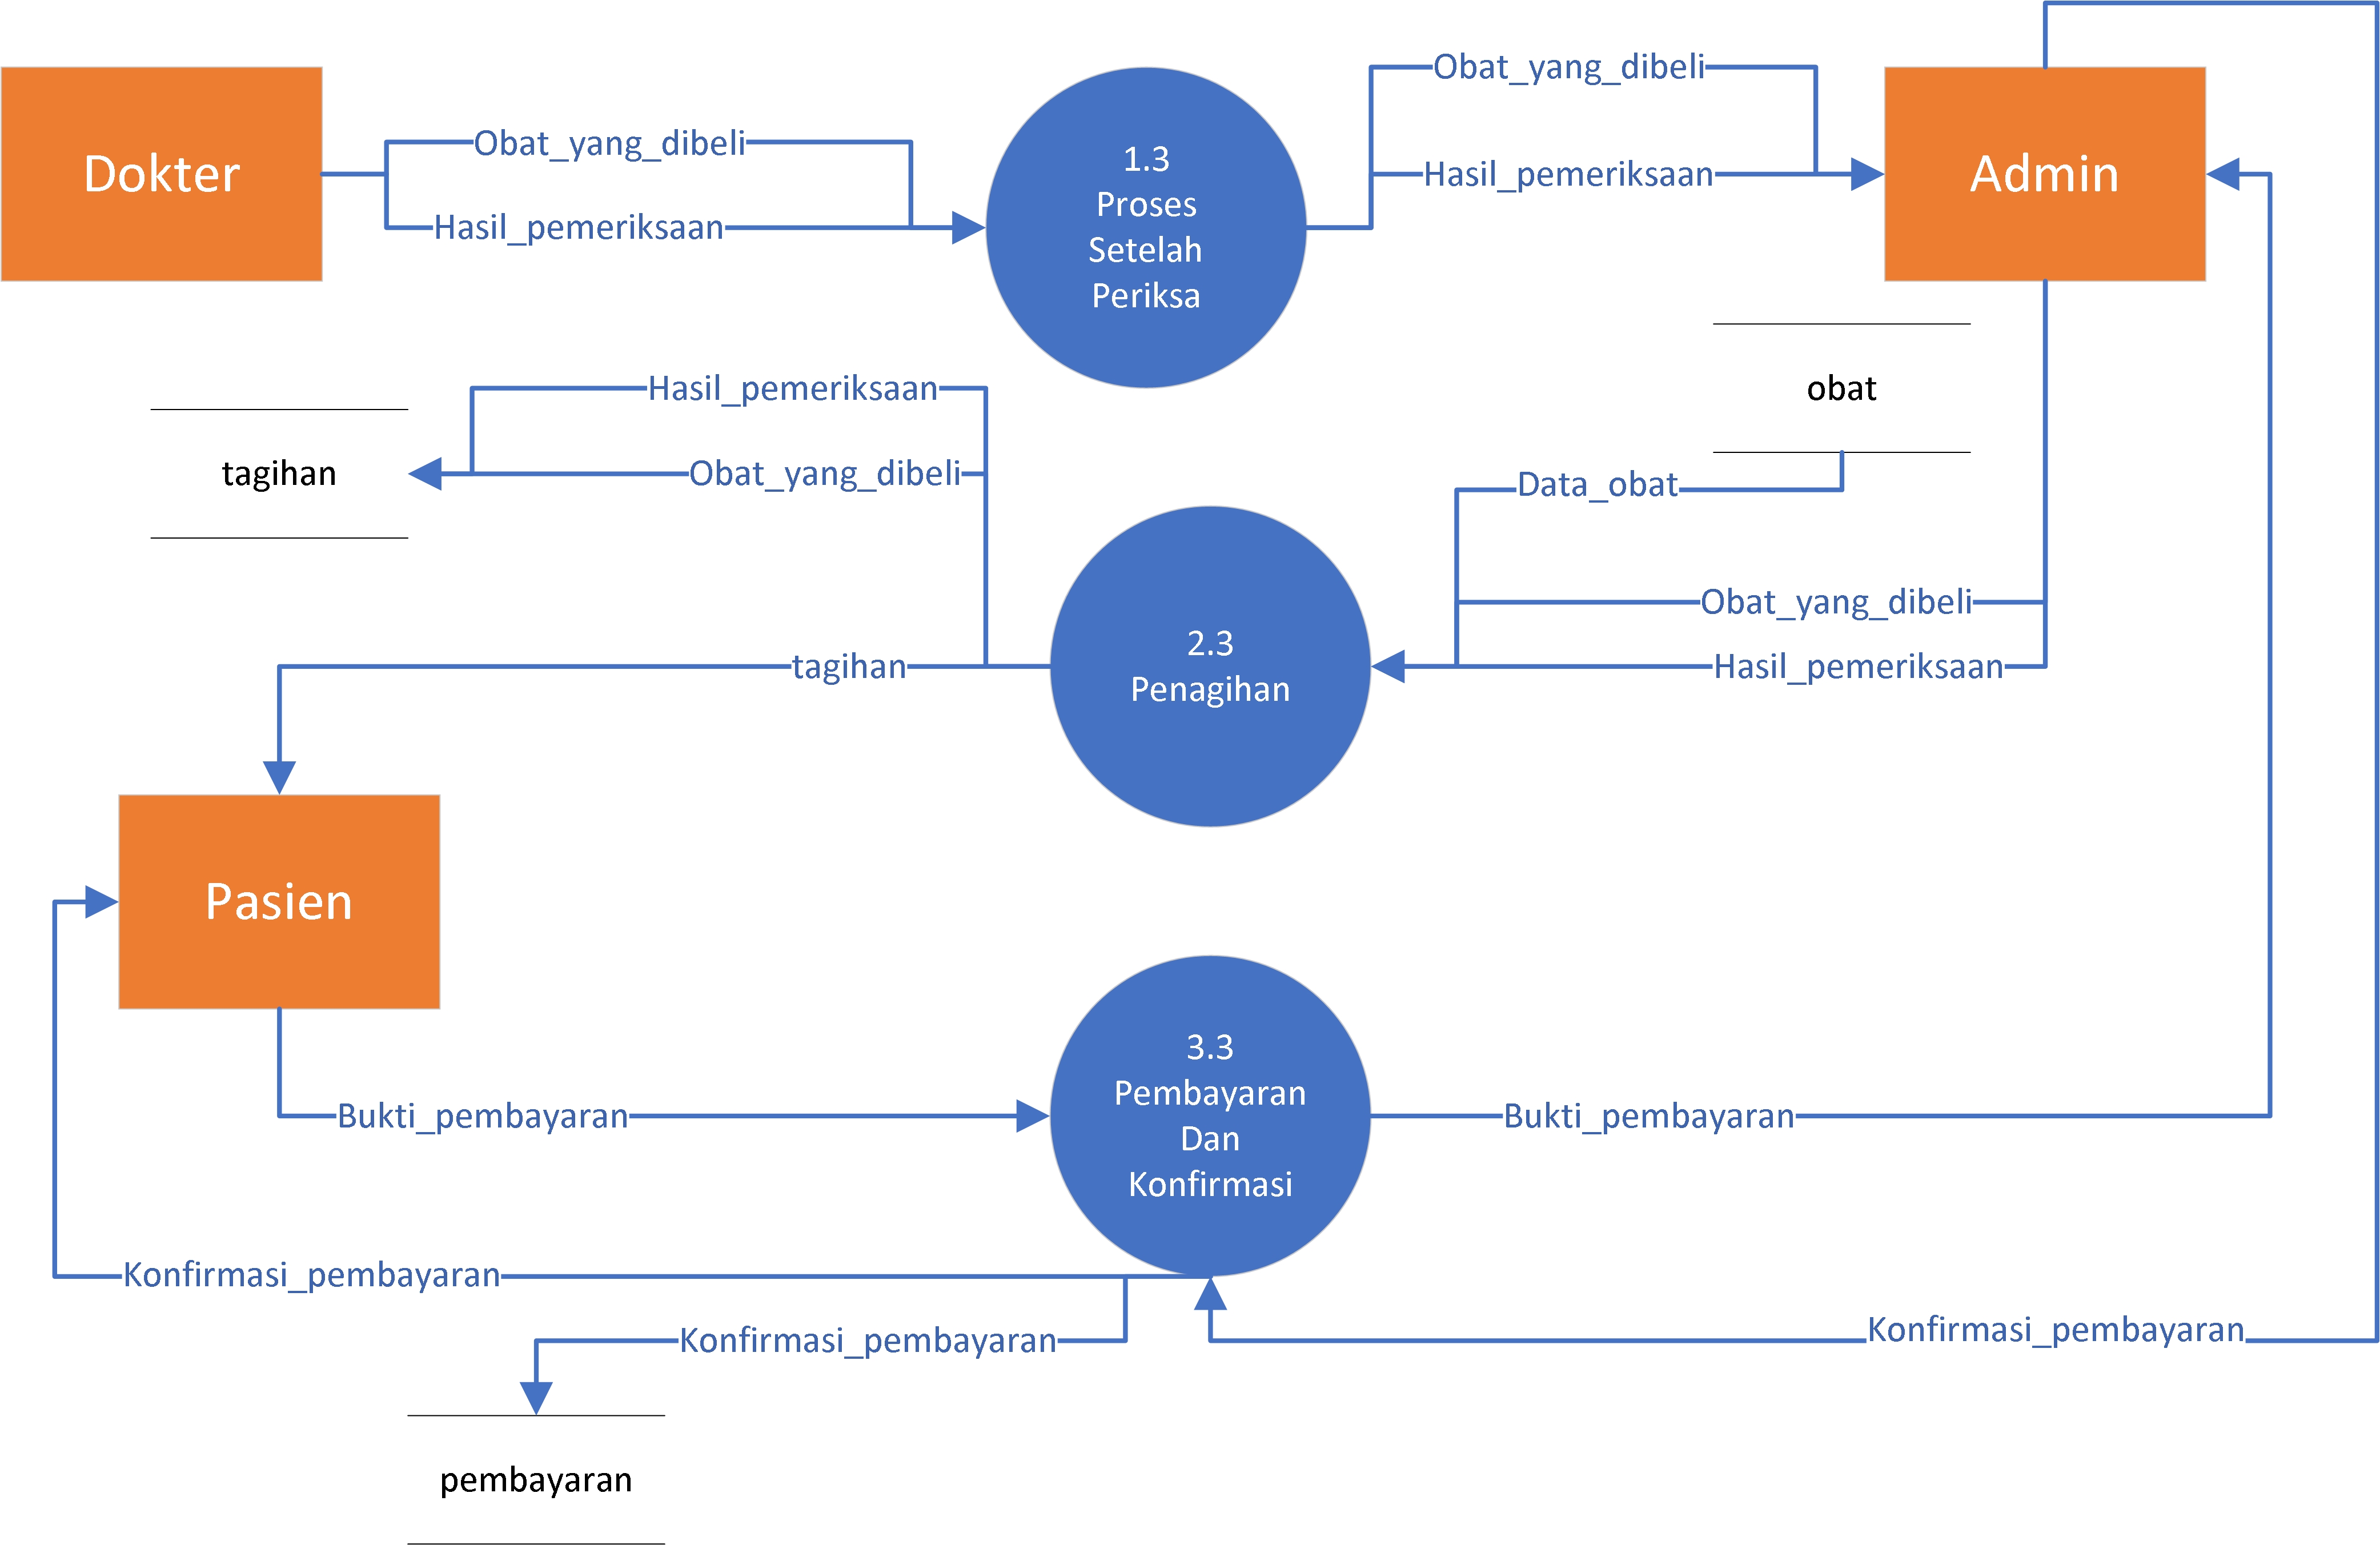 Obat_yang_dibeli
Dokter
Obat_yang_dibeli
Hasil_pemeriksaan
1.3
Proses
Setelah
Periksa
Hasil_pemeriksaan
Admin
Hasil_pemeriksaan
obat
tagihan
Obat_yang_dibeli
Data_obat
Obat_yang_dibeli
2.3
Penagihan
tagihan
Hasil_pemeriksaan
Pasien
3.3
Pembayaran
Dan
Konfirmasi
Bukti_pembayaran
Bukti_pembayaran
Konfirmasi_pembayaran
Konfirmasi_pembayaran
Konfirmasi_pembayaran
pembayaran